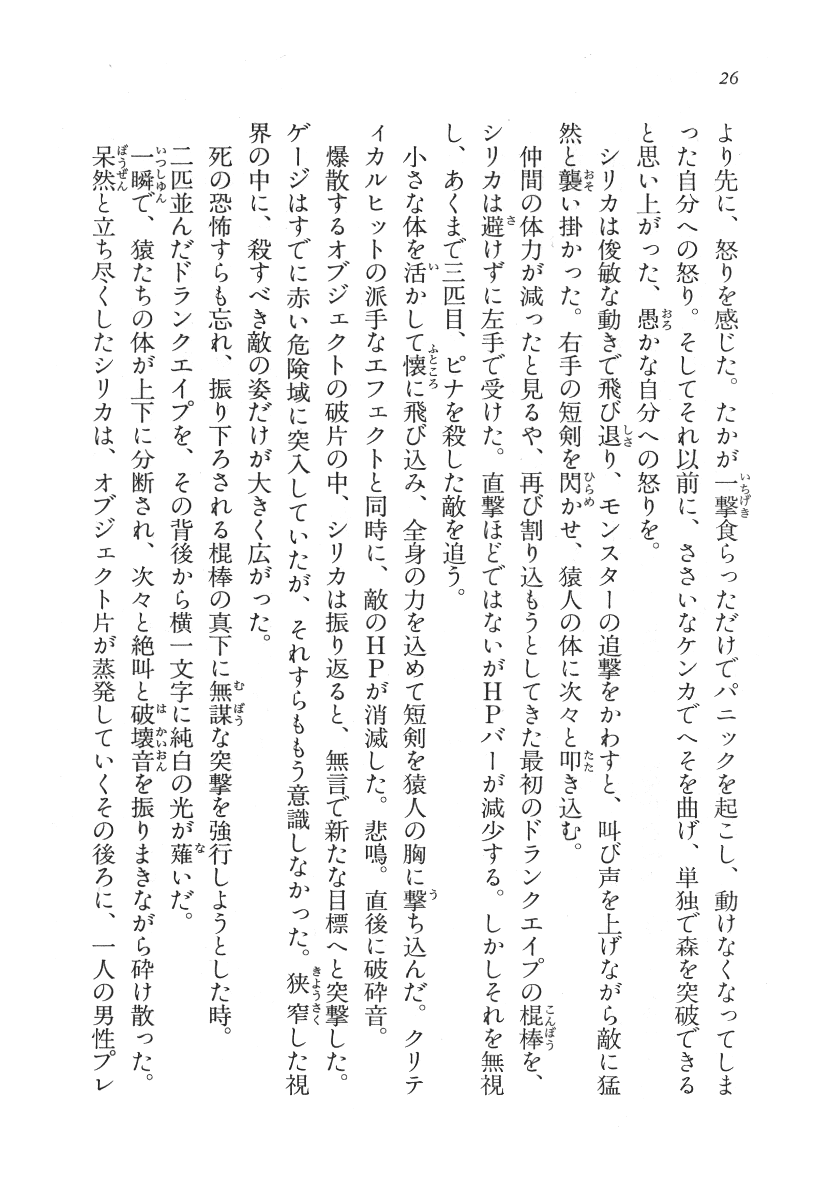 26
より先に、怒りを感じた。たかが一撃食らっただけでパニックを起こし、動けなくなってしま
った自分への怒り。そしてそれ以前に、ささいなケンカでへそを曲げ、単独で森を突破できる
と思い上がった、愚かな自分への怒りを。
シリカは俊敏な動きで飛び退り、モンスターの追撃をかわすと、叫び声を上げながら敵に猛
然と襲い掛かった。右手の短剣を閃かせ、猿人の体に次々と叩き込む。
仲間の体力が減ったと見るや、再び割り込もうとしてきた最初のドランクエイプの棍棒を、
シリカは避けずに左手で受けた。直撃ほどではないがＨＰバーが減少する。しかしそれを無視
し、あくまで三匹目、ピナを殺した敵を追う。
小さな体を活かして懐に飛び込み、全身の力を込めて短剣を猿人の胸に撃ち込んだ。クリテ
ィカルヒットの派手なエフェクトと同時に、敵のＨＰが消滅した。悲鳴。直後に破砕音。
爆散するオブジェクトの破片の中、シリカは振り返ると、無言で新たな目標へと突撃した。
ゲージはすでに赤い危険域に突入していたが、それすらももう意識しなかった。狭窄した視
界の中に、殺すべき敵の姿だけが大きく広がった。
死の恐怖すらも忘れ、振り下ろされる棍棒の真下に無謀な突撃を強行しようとした時。
二匹並んだドランクエイプを、その背後から横一文字に純白の光が薙いだ。
一瞬で、猿たちの体が上下に分断され、次々と絶叫と破壊音を振りまきながら砕け散った。
呆然と立ち尽くしたシリカは、オブジェクト片が蒸発していくその後ろに、一人の男性プレ